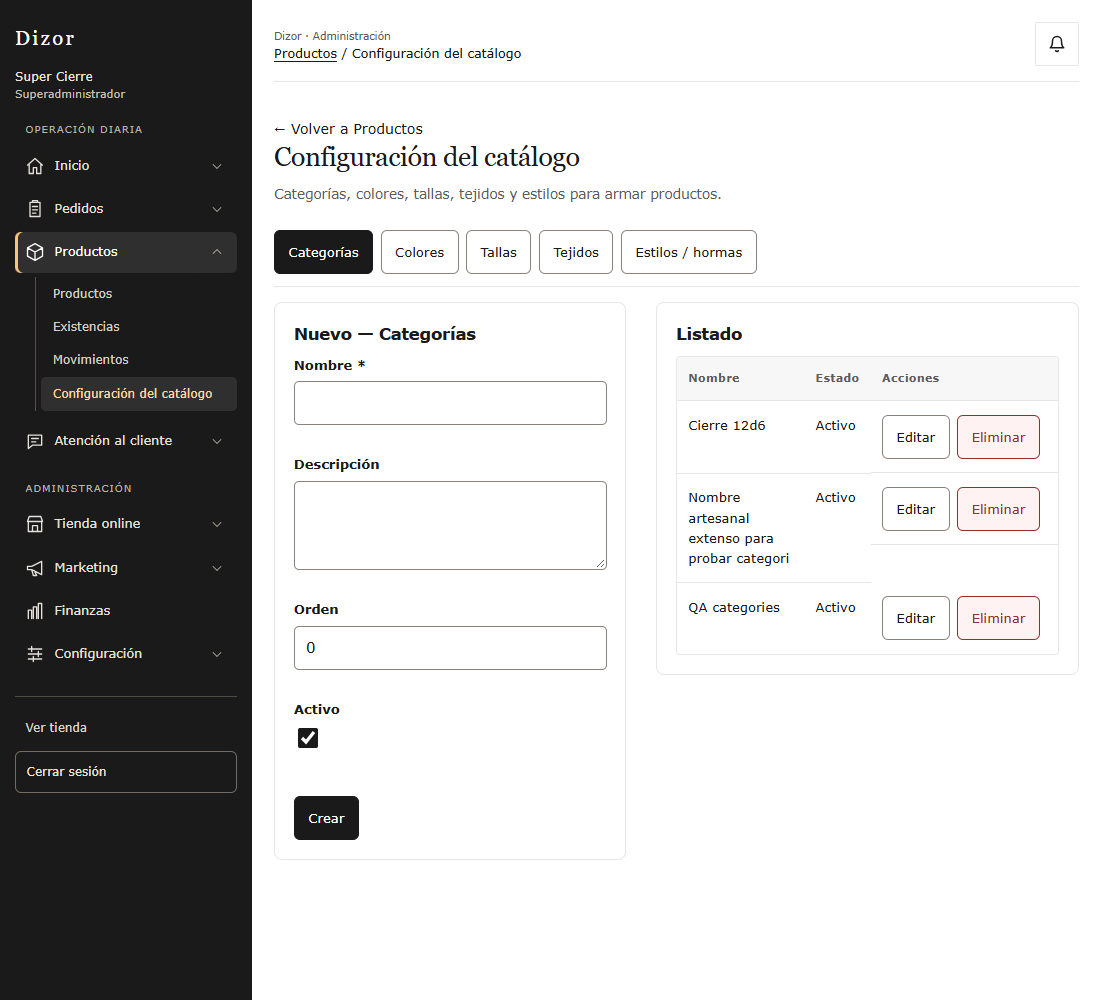 Dizor
Super Cierre
Superadministrador
OPERACIÓN DIARIA
Inicio
Pedidos
Productos
Productos
Existencias
Movimientos
Configuración del catálogo
Atención al cliente
ADMINISTRACIÓN
Tienda online
Marketing
Finanzas
Configuración
Ver tienda
Cerrar sesión
Dizor · Administración
Productos / Configuración del catálogo
← Volver a Productos
Configuración del catálogo
Categorías, colores, tallas, tejidos y estilos para armar productos.
Categorías Colores Tallas Tejidos Estilos / hormas
Nuevo — Categorías
Nombre *
Descripción
Orden
0
Activo
Crear
Listado
Nombre Estado Acciones
Cierre 12d6 Activo Editar Eliminar
Nombre Activo Editar Eliminar
artesanal
extenso para
probar categori
QA categories Activo Editar Eliminar